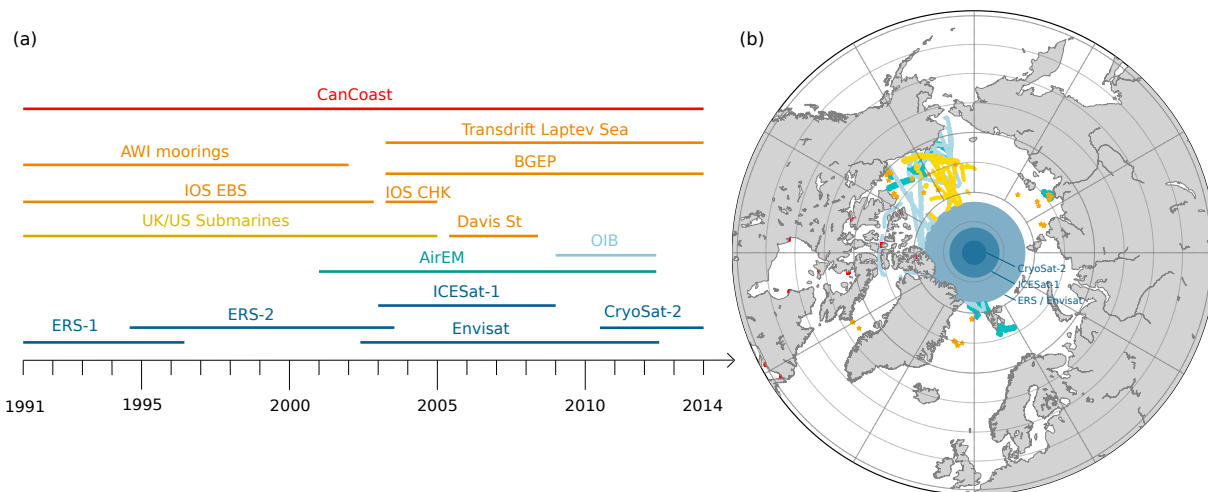 (a)
CanCoast
Transdrift Laptev Sea
AWI moorings
BGEP
IOS EBS
IOS CHK
UK/US Submarines
Davis St
OIB
AirEM
ICESat-1
ERS-1
ERS-2
Envisat
CryoSat-2
1991
1995
2000
2005
2010
2014
(b)
CryoSat-2
ICESat-1
ERS / Envisat